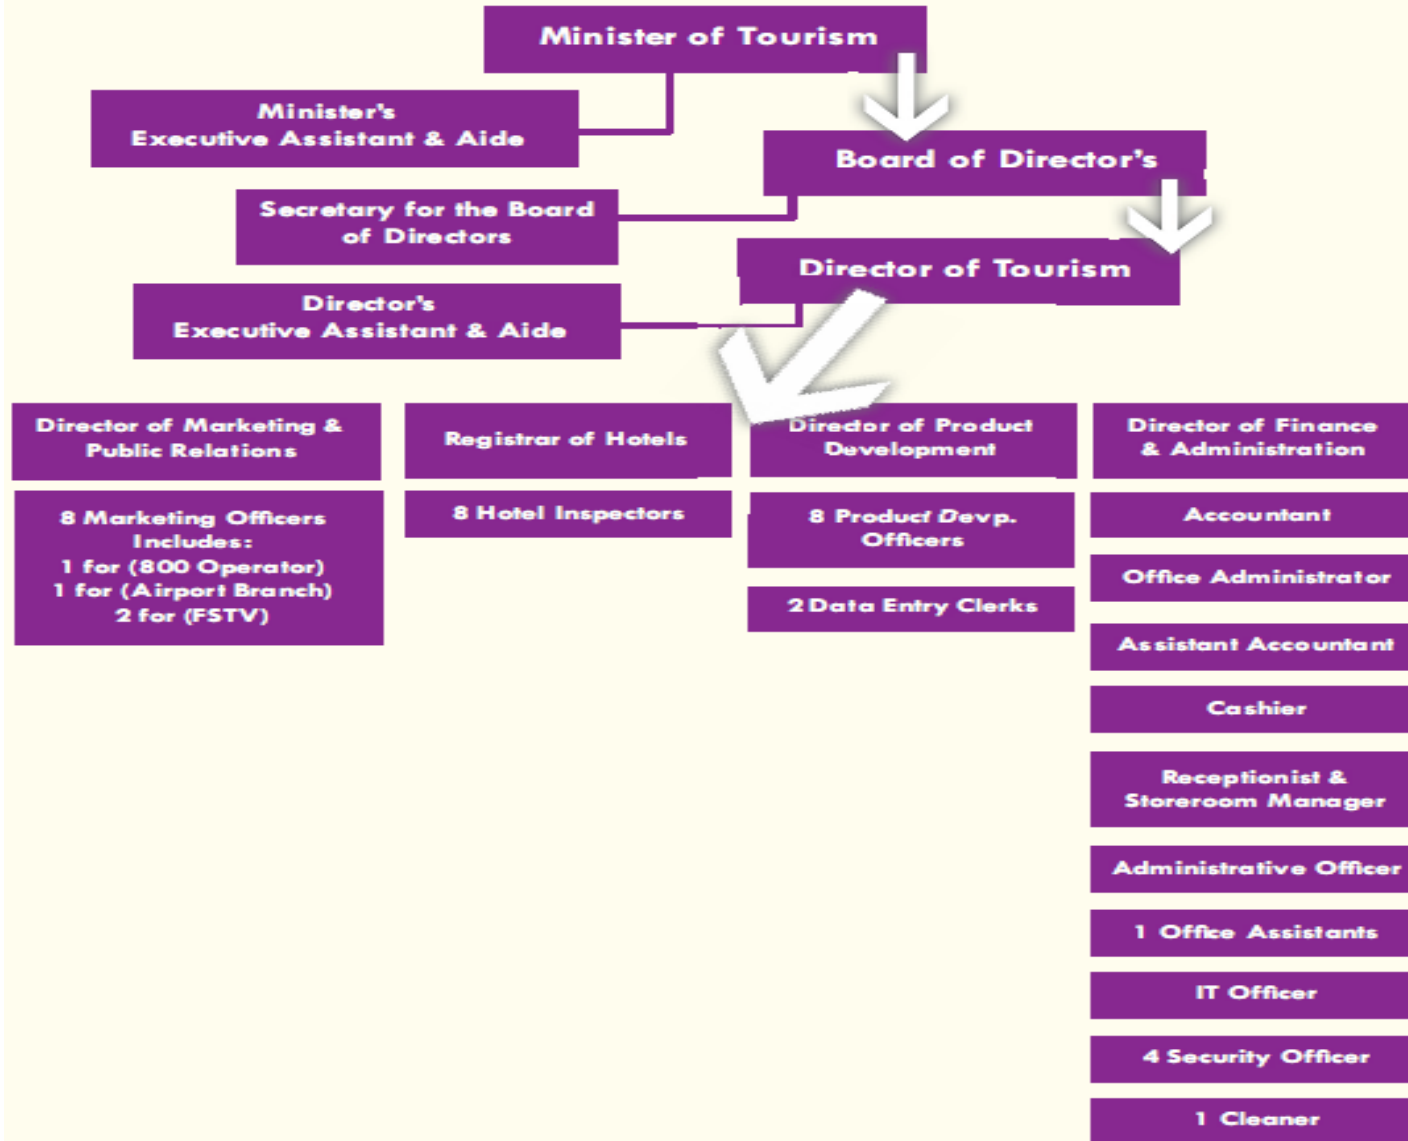 Minister of Tourism
Minister's
Executive Assistant & Aide
Board of Director's
Secretary for the Board
of Directors
Director of Tourism
Director's
Executive Assistant & Aide
Director of Marketing &
Public Relations
Registrar of Hotels
Director of Product
Development
Director of Finance
& Administration
8 Marketing Officers
Includes:
1 for (800 Operator)
1 for (Airport Branch)
2 for (FSTV)
8 Hotel Inspectors
8 Product Devp.
Officers
2 Data Entry Clerks
Accountant
Office Administrator
Assistant Accountant
Cashier
Receptionist &
Storeroom Manager
Administrative Officer
1 Office Assistants
IT Officer
4 Security Officer
1 Cleaner